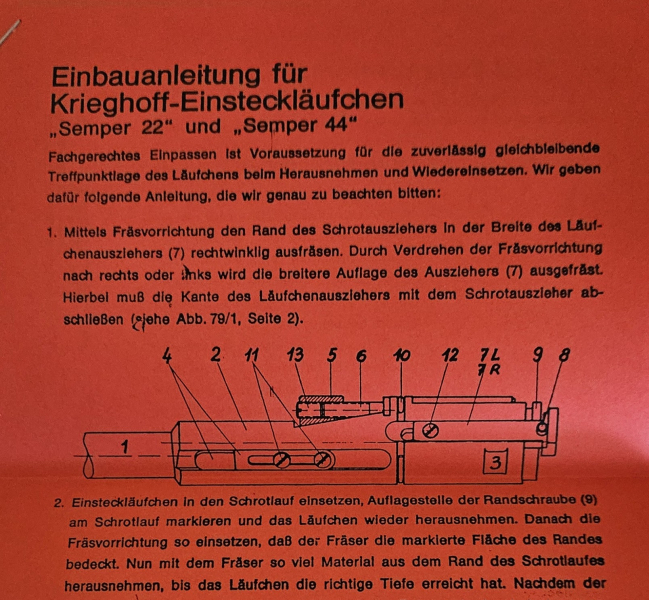 Einbauanleitung für
Krieghoff-Einsteckläufchen
„Semper 22“ und „Semper 44“
Fachgerechtes Einpassen ist Voraussetzung für die zuverlässig gleichbleibende
Treffpunktlage des Läufchens beim Herausnehmen und Wiedereinsetzen. Wir geben
dafür folgende Anleitung, die wir genau zu beachten bitten:
1. Mittels Fräsvorrichtung den Rand des Schrotausziehers in der Breite des Läuf-
chenausziehers (7) rechtwinklig ausfräsen. Durch Verdrehen der Fräsvorrichtung
nach rechts oder links wird die breitere Auflage des Ausziehers (7) ausgefräst.
Hierbei muß die Kante des Läufchenausziehers mit dem Schrotauszieher ab-
schließen (siehe Abb. 79/1, Seite 2).
4 2 11 13 5 6 10 12 7L 9 8
7R
1
3
2. Einsteckläufchen in den Schrotlauf einsetzen, Auflagestelle der Randschraube (9)
am Schrotlauf markieren und das Läufchen wieder herausnehmen. Danach die
Fräsvorrichtung so einsetzen, daß der Fräser die markierte Fläche des Randes
bedeckt. Nun mit dem Fräser so viel Material aus dem Rand des Schrotlaufes
herausnehmen, bis das Läufchen die richtige Tiefe erreicht hat. Nachdem der